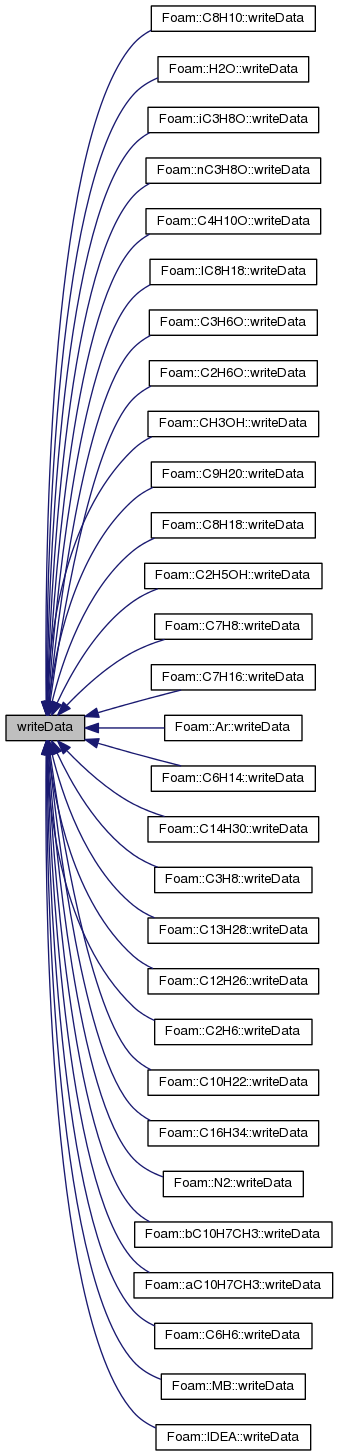 Foam::C8H10::writeData
Foam::H2O::writeData
Foam::iC3H8O::writeData
Foam::nC3H8O::writeData
Foam::C4H10O::writeData
Foam::IC8H18::writeData
Foam::C3H6O::writeData
Foam::C2H6O::writeData
Foam::CH3OH::writeData
Foam::C9H20::writeData
Foam::C8H18::writeData
Foam::C2H5OH::writeData
Foam::C7H8::writeData
Foam::C7H16::writeData
writeData
Foam::Ar::writeData
Foam::C6H14::writeData
Foam::C14H30::writeData
Foam::C3H8::writeData
Foam::C13H28::writeData
Foam::C12H26::writeData
Foam::C2H6::writeData
Foam::C10H22::writeData
Foam::C16H34::writeData
Foam::N2::writeData
Foam::bC10H7CH3::writeData
Foam::aC10H7CH3::writeData
Foam::C6H6::writeData
Foam::MB::writeData
Foam::IDEA::writeData